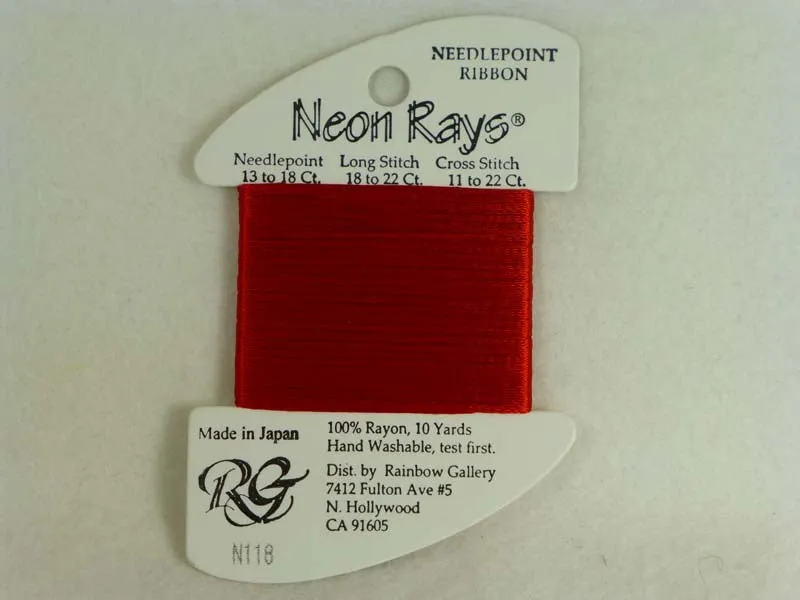 NEEDLEPOINT
RIBBON
Neon Rays®
Needlepoint Long Stitch Cross Stitch
13 to 18 Ct. 18 to 22 Ct. 11 to 22 Ct.
Made in Japan
100% Rayon, 10 Yards
Hand Washable, test first.
RG
Dist. by Rainbow Gallery
7412 Fulton Ave #5
N. Hollywood
CA 91605
N118